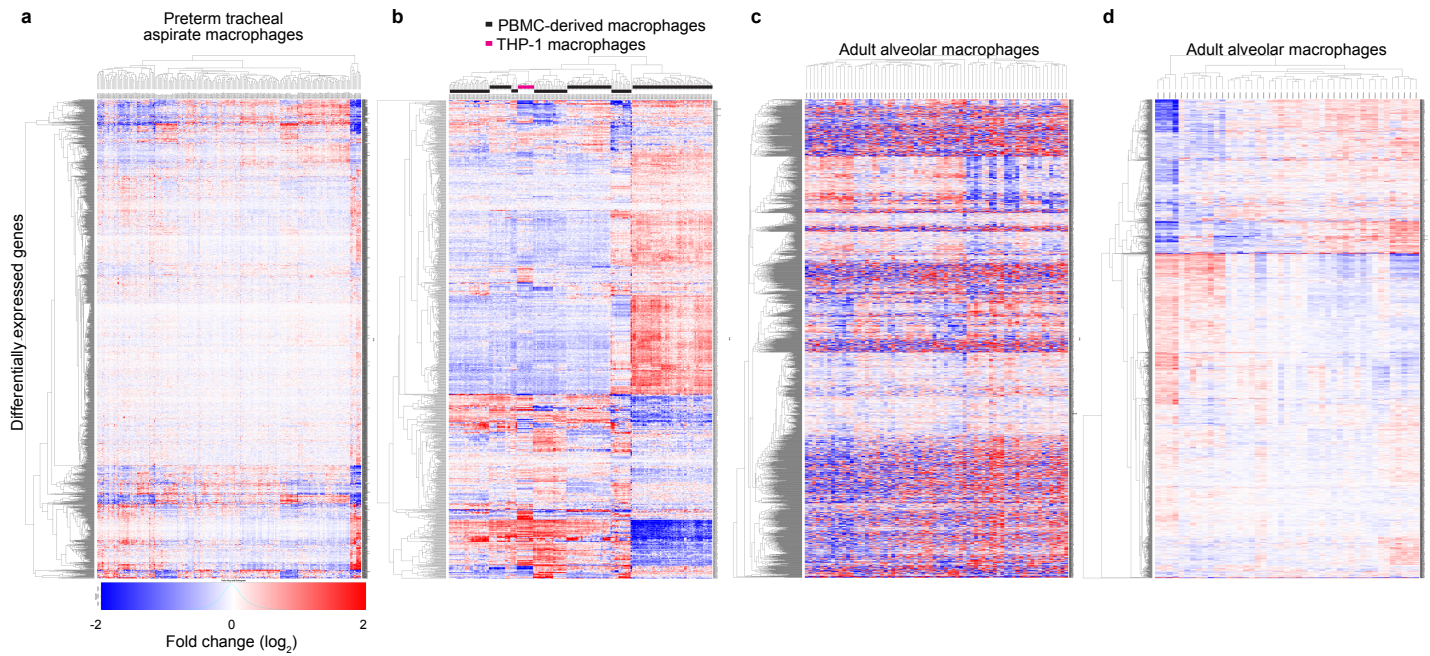 a
Preterm tracheal
aspirate macrophages
b
PBMC-derived macrophages
THP-1 macrophages
c
Adult alveolar macrophages
d
Adult alveolar macrophages
Differentially expressed genes
-2
0
2
Fold change (log2)